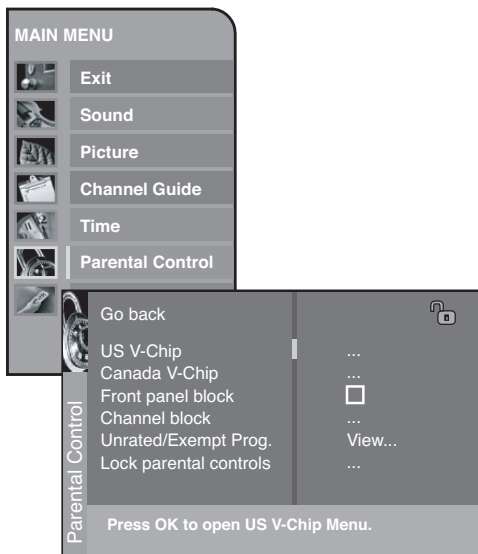 MAIN MENU
Exit
Sound
Picture
Channel Guide
Time
Parental Control
Go back
US V-Chip ...
Canada V-Chip ...
Front panel block
Channel block ...
Unrated/Exempt Prog. View...
Lock parental controls ...
Parental Control
Press OK to open US V-Chip Menu.